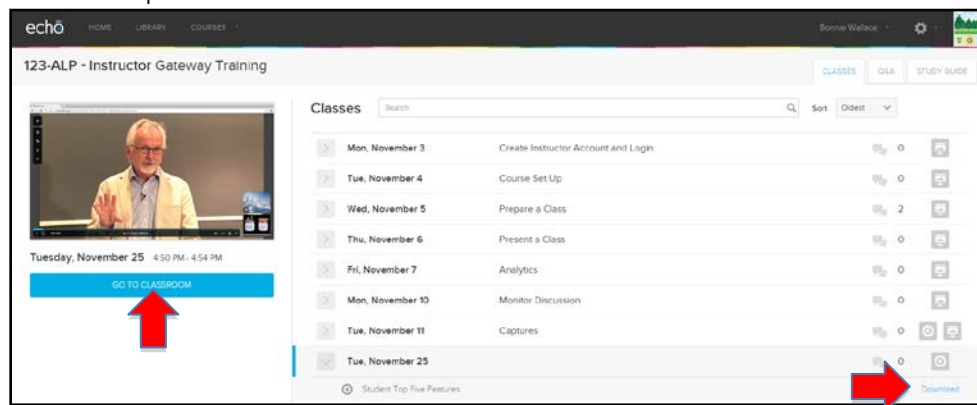 echo HOME LIBRARY COURSES Bonnie Wallace
123-ALP - Instructor Gateway Training CLASSES Q&A STUDY GUIDE
Classes Search Sort Oldest
Mon, November 3 Create Instructor Account and Login 0
Tue, November 4 Course Set Up 0
Wed, November 5 Prepare a Class 2
Thu, November 6 Present a Class 0
Fri, November 7 Analytics 0
Mon, November 10 Monitor Discussion 0
Tue, November 11 Captures 0
Tue, November 25 0
Student Top Five Features Download
Tuesday, November 25 4:50 PM - 4:54 PM
GO TO CLASSROOM